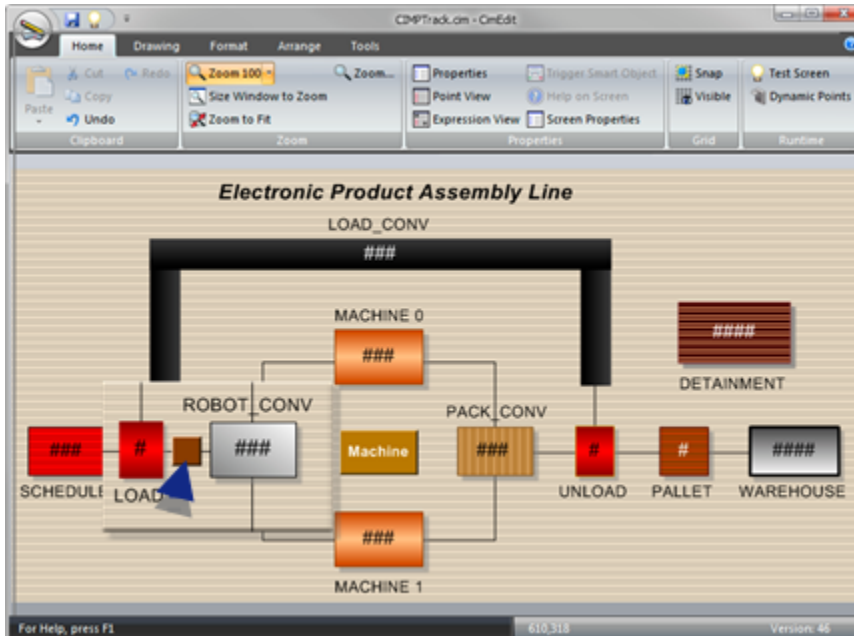 CIMPTrack.cim - CimEdit
Home Drawing Format Arrange Tools
Paste
Cut
Copy
Undo
Redo
Clipboard
Zoom 100
Size Window to Zoom
Zoom to Fit
Zoom...
Zoom
Properties
Point View
Expression View
Trigger Smart Object
Help on Screen
Screen Properties
Properties
Snap
Visible
Grid
Test Screen
Dynamic Points
Runtime
Electronic Product Assembly Line
LOAD_CONV
###
MACHINE 0
###
####
DETAINMENT
ROBOT_CONV
PACK_CONV
### # ### Machine ### # # ####
SCHEDULE LOAD UNLOAD PALLET WAREHOUSE
###
MACHINE 1
For Help, press F1 610,318 Version: 46